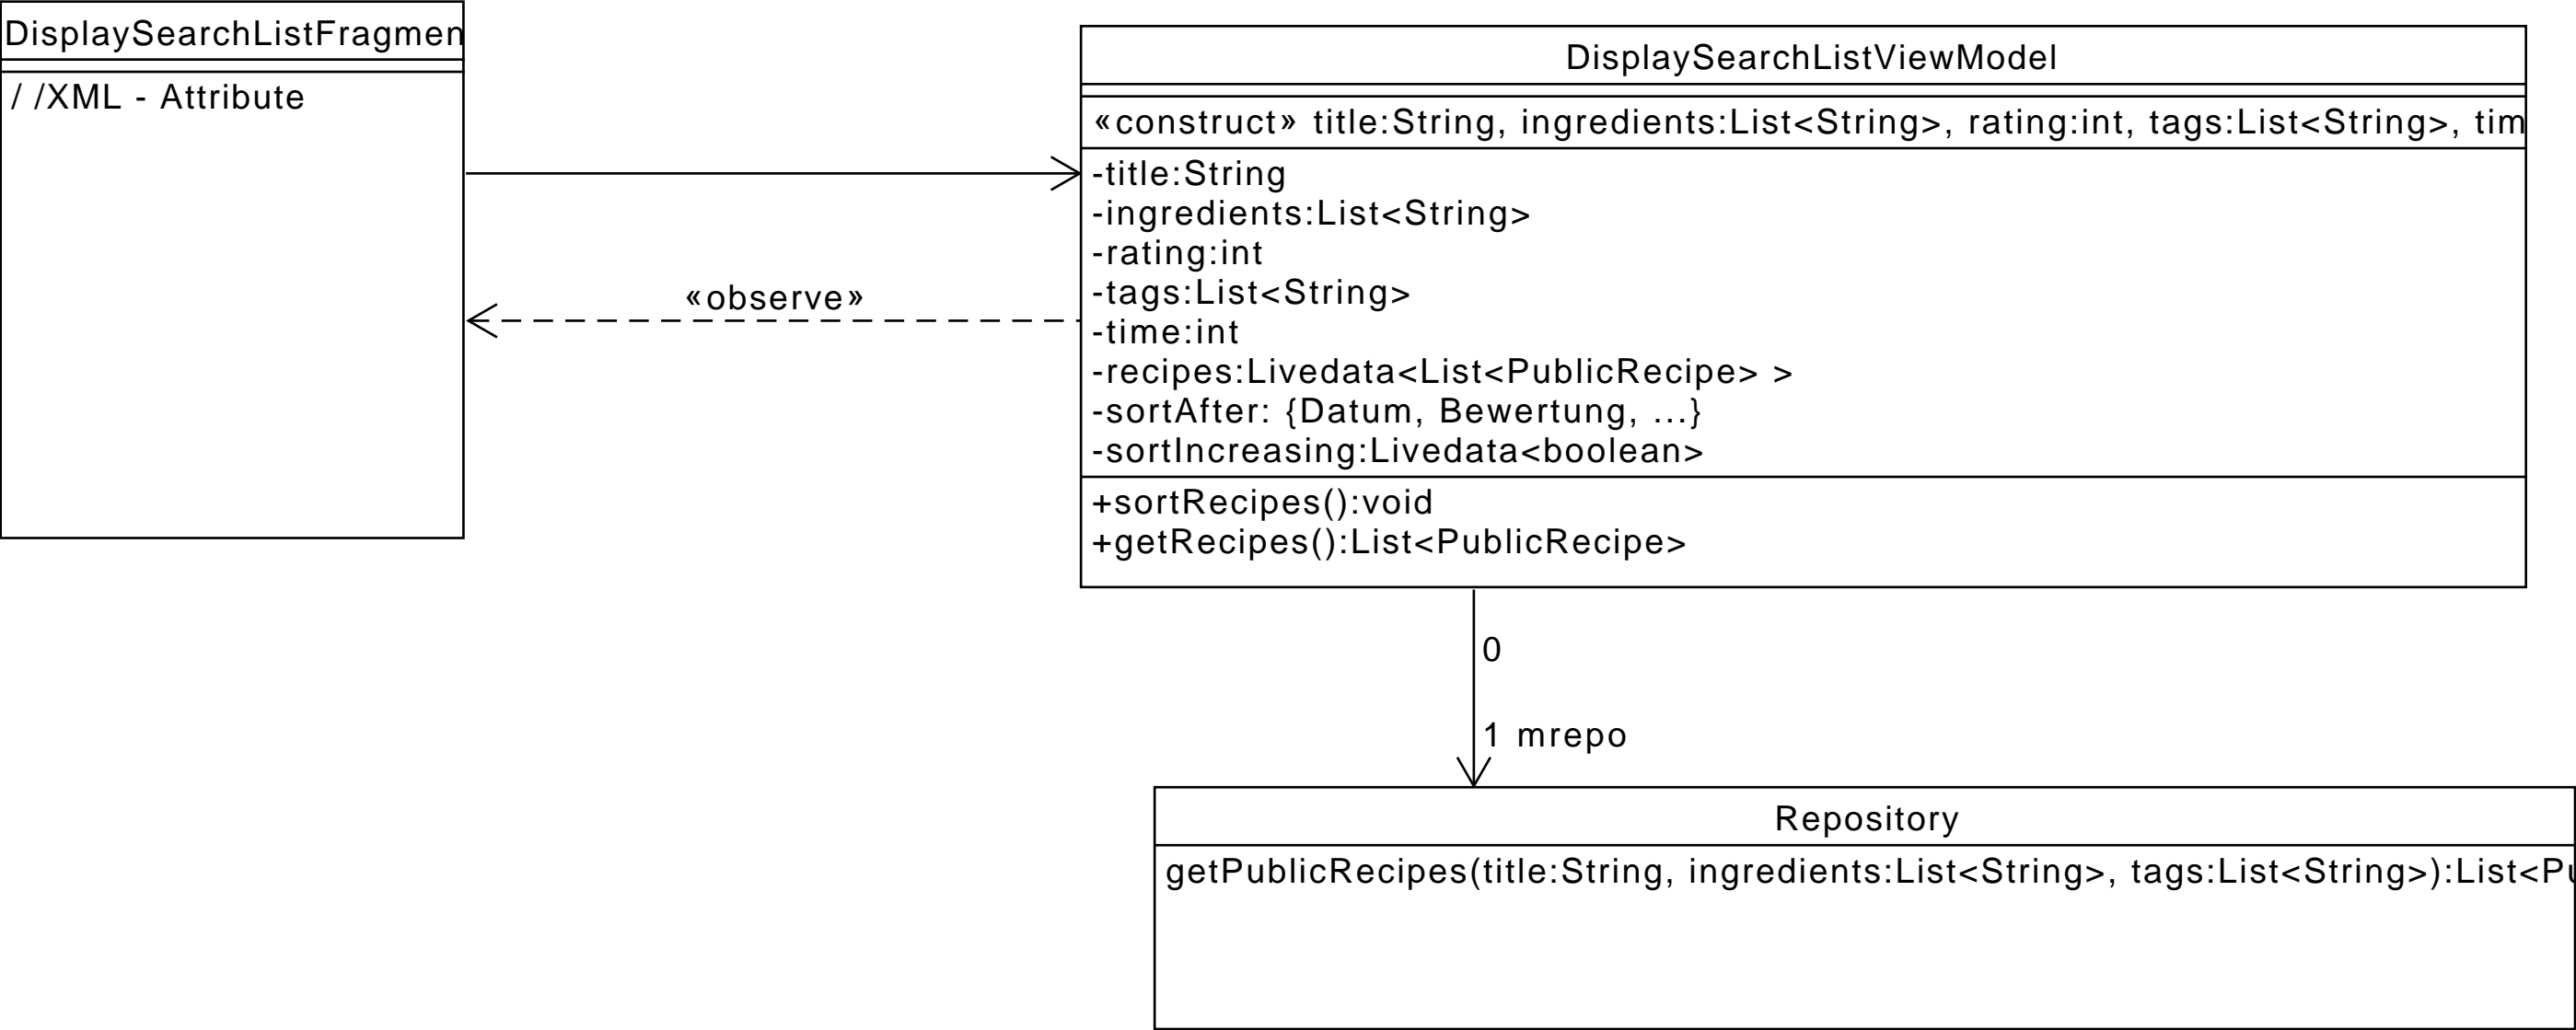 DisplaySearchListFragmen
/ /XML - Attribute
DisplaySearchListViewModel
«construct» title:String, ingredients:List<String>, rating:int, tags:List<String>, tim
-title:String
-ingredients:List<String>
-rating:int
-tags:List<String>
-time:int
-recipes:Livedata<List<PublicRecipe> >
-sortAfter: {Datum, Bewertung, ...}
-sortIncreasing:Livedata<boolean>
+sortRecipes():void
+getRecipes():List<PublicRecipe>
«observe»
0
1 mrepo
Repository
getPublicRecipes(title:String, ingredients:List<String>, tags:List<String>):List<Pu